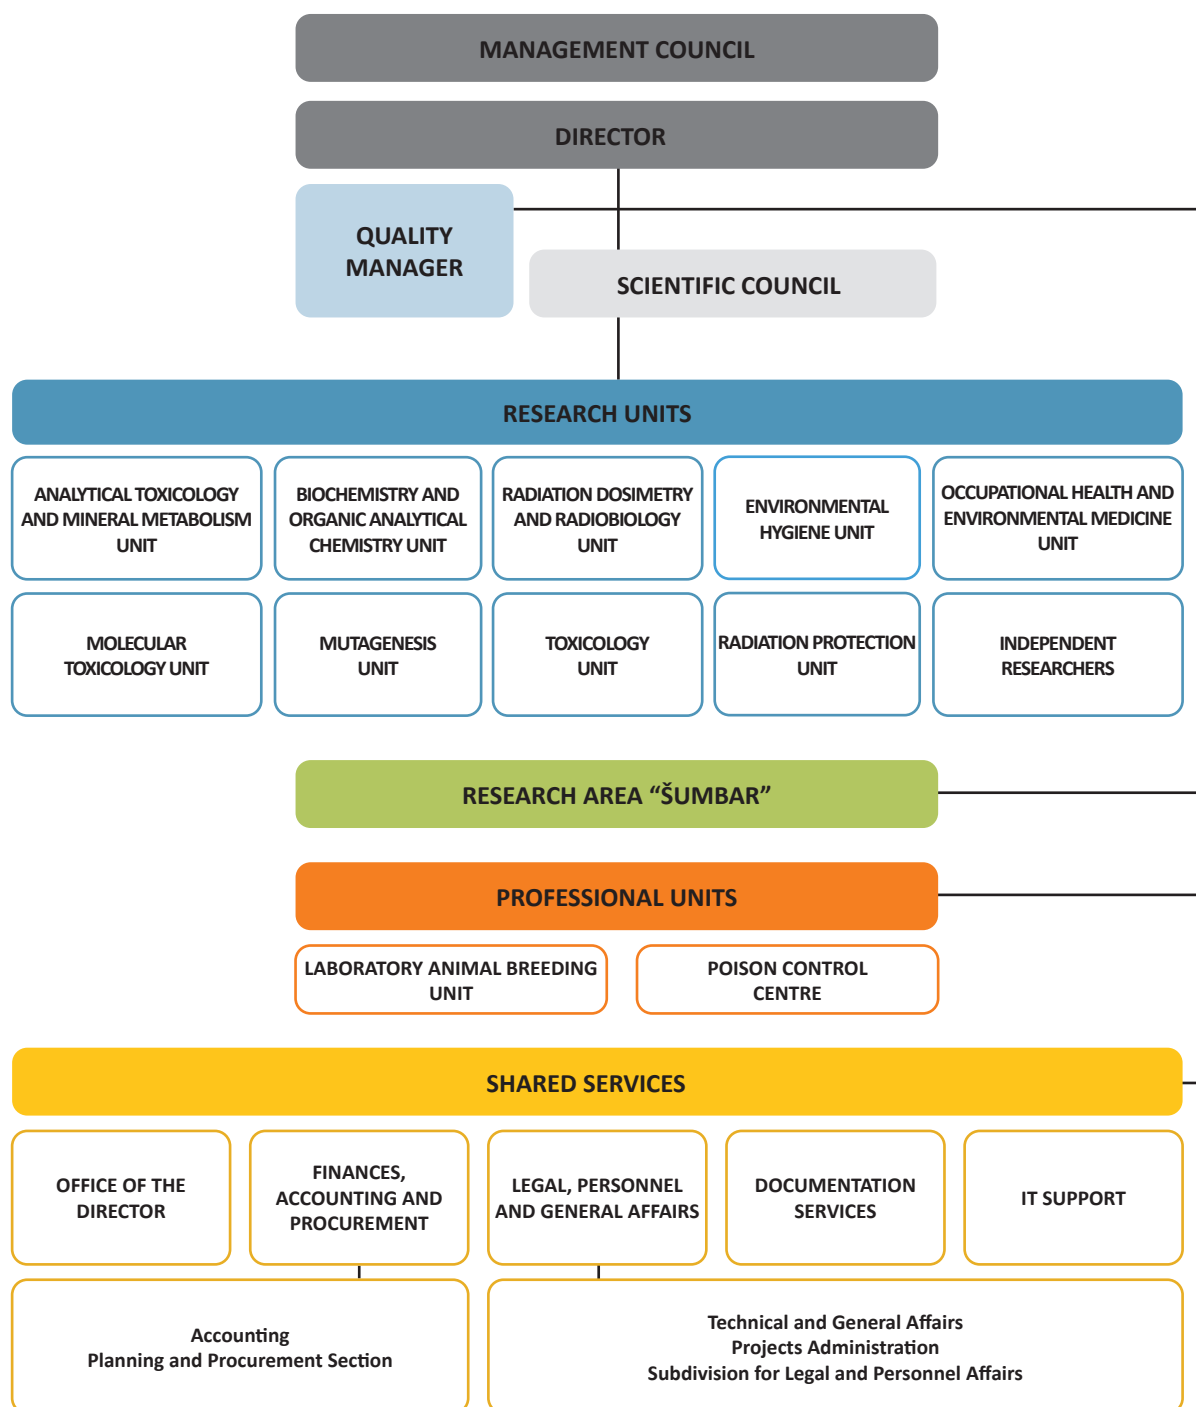 MANAGEMENT COUNCIL
DIRECTOR
QUALITY
MANAGER
SCIENTIFIC COUNCIL
RESEARCH UNITS
ANALYTICAL TOXICOLOGY
AND MINERAL METABOLISM
UNIT
BIOCHEMISTRY AND
ORGANIC ANALYTICAL
CHEMISTRY UNIT
RADIATION DOSIMETRY
AND RADIOBIOLOGY
UNIT
ENVIRONMENTAL
HYGIENE UNIT
OCCUPATIONAL HEALTH AND
ENVIRONMENTAL MEDICINE
UNIT
MOLECULAR
TOXICOLOGY UNIT
MUTAGENESIS
UNIT
TOXICOLOGY
UNIT
RADIATION PROTECTION
UNIT
INDEPENDENT
RESEARCHERS
RESEARCH AREA “ŠUMBAR”
PROFESSIONAL UNITS
LABORATORY ANIMAL BREEDING
UNIT
POISON CONTROL
CENTRE
SHARED SERVICES
OFFICE OF THE
DIRECTOR
FINANCES,
ACCOUNTING AND
PROCUREMENT
LEGAL, PERSONNEL
AND GENERAL AFFAIRS
DOCUMENTATION
SERVICES
IT SUPPORT
Accounting
Planning and Procurement Section
Technical and General Affairs
Projects Administration
Subdivision for Legal and Personnel Affairs